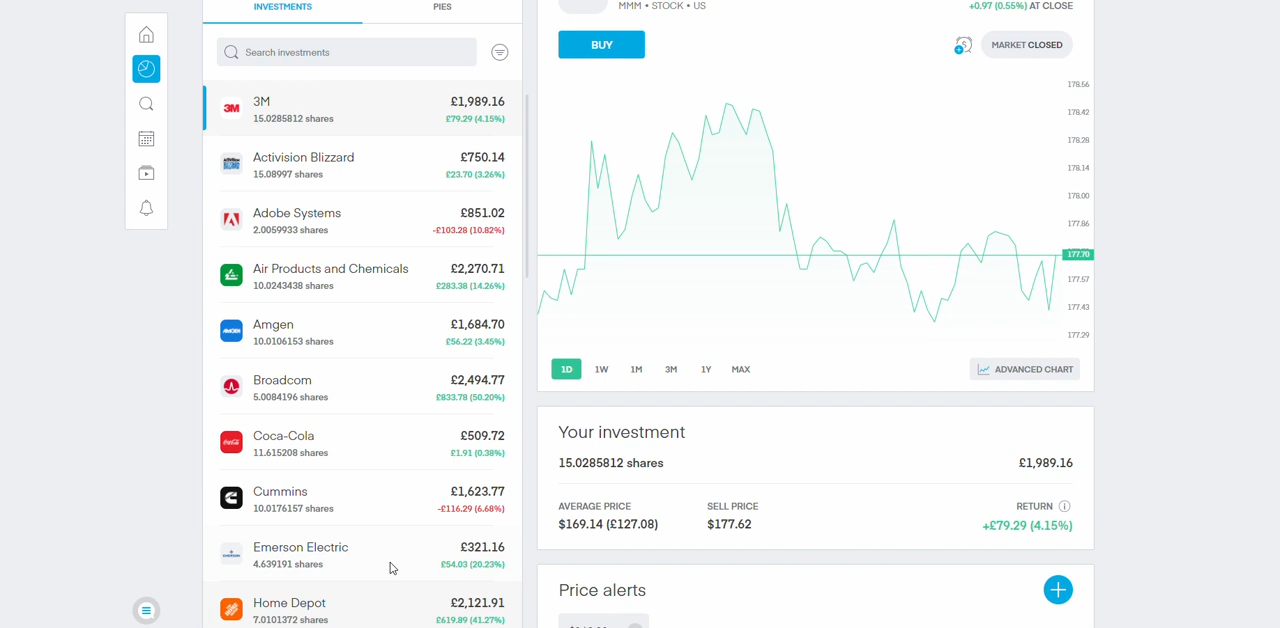 INVESTMENTS
PIES
Search investments
3M
3M
£1,989.16
15.0285812 shares
£79.29 (4.15%)
Activision Blizzard
£750.14
15.08997 shares
£23.70 (3.26%)
Adobe Systems
£851.02
2.0059933 shares
-£103.28 (10.82%)
Air Products and Chemicals
£2,270.71
10.0243438 shares
£283.38 (14.26%)
AMGEN
Amgen
£1,684.70
10.0106153 shares
£56.22 (3.45%)
Broadcom
£2,494.77
5.0084196 shares
£833.78 (50.20%)
Coca-Cola
£509.72
11.615208 shares
£1.91 (0.38%)
Cummins
£1,623.77
10.0176157 shares
-£116.29 (6.68%)
Emerson Electric
£321.16
4.639191 shares
£54.03 (20.23%)
Home Depot
£2,121.91
7.0101372 shares
£619.89 (41.27%)
MMM • STOCK • US
+0.97 (0.55%) AT CLOSE
BUY
MARKET CLOSED
178.56
178.42
178.28
178.14
178.00
177.86
177.70
177.57
177.43
177.29
1D
1W
1M
3M
1Y
MAX
ADVANCED CHART
Your investment
15.0285812 shares
£1,989.16
AVERAGE PRICE
SELL PRICE
RETURN
$169.14 (£127.08)
$177.62
+£79.29 (4.15%)
Price alerts